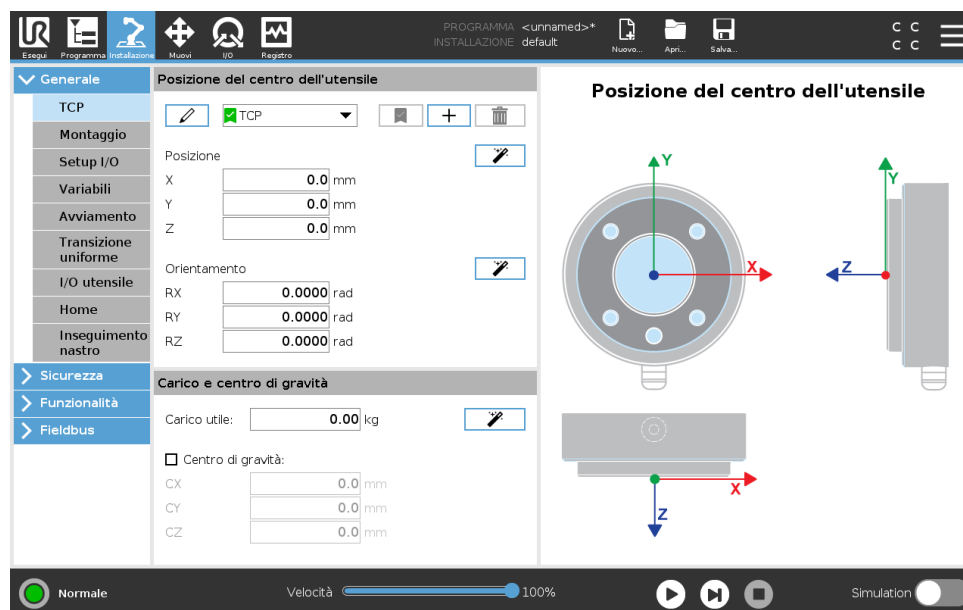 UR
PROGRAMMA <unnamed>*
INSTALLAZIONE default
C C
C C
Esegui Programma Installazione Muovi I/O Registro Nuovo... Apri... Salva...
Generale
TCP
Montaggio
Setup I/O
Variabili
Avviamento
Transizione
uniforme
I/O utensile
Home
Inseguimento
nastro
Sicurezza
Funzionalità
Fieldbus
Posizione del centro dell'utensile
TCP
Posizione
X 0.0 mm
Y 0.0 mm
Z 0.0 mm
Orientamento
RX 0.0000 rad
RY 0.0000 rad
RZ 0.0000 rad
Carico e centro di gravità
Carico utile: 0.00 kg
Centro di gravità:
CX 0.0 mm
CY 0.0 mm
CZ 0.0 mm
Posizione del centro dell'utensile
Y
X
Y
Z
X
Z
Normale Velocità 100% Simulation